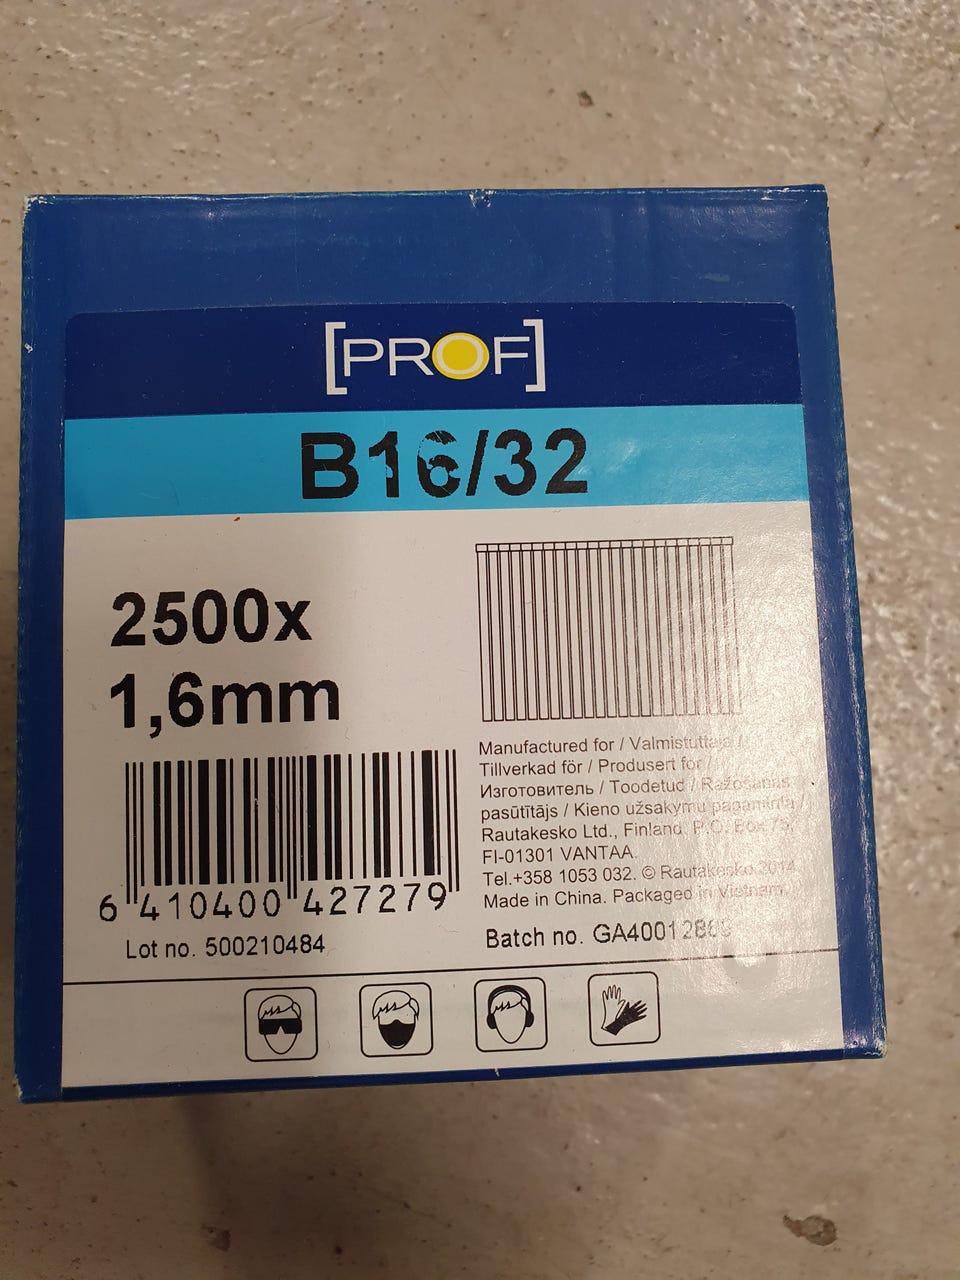 [PROF]
B16/32
2500x
1,6mm
Manufactured for / Valmistuttaja /
Tillverkad för / Produsert for /
Изготовитель / Toodetud / Ražošanas
pasūtītājs / Kieno užsakymu pagaminta /
Rautakesko Ltd., Finland, P.O. Box 75,
FI-01301 VANTAA.
Tel.+358 1053 032. © Rautakesko 2014
Made in China. Packaged in Vietnam.
6 410400 427279
Lot no. 500210484
Batch no.